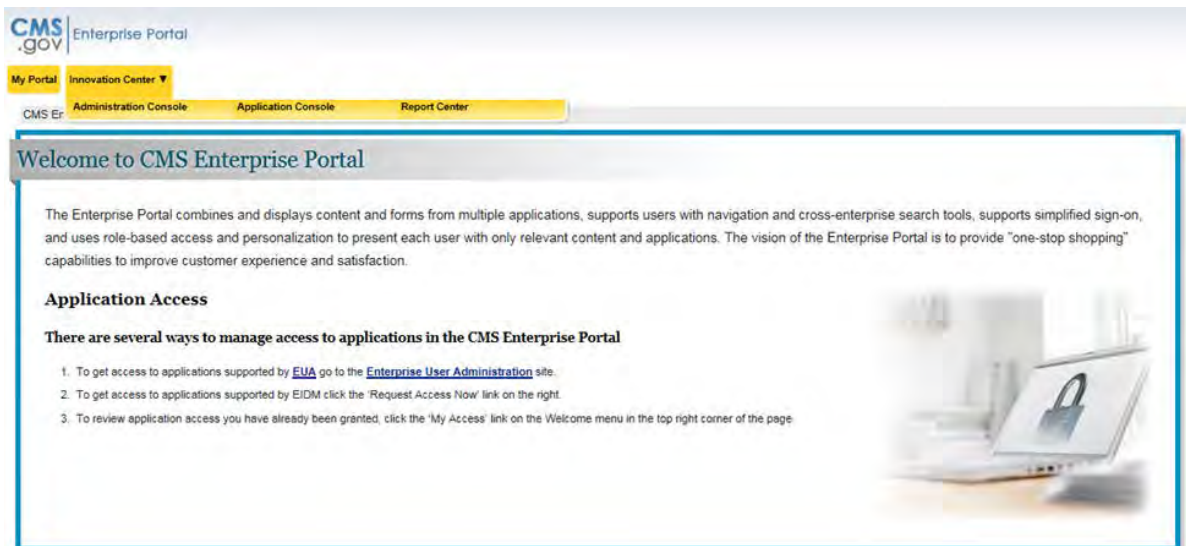 CMS
.gov
Enterprise Portal
My Portal
Innovation Center ▼
Administration Console
Application Console
Report Center
CMS Er
Welcome to CMS Enterprise Portal
The Enterprise Portal combines and displays content and forms from multiple applications, supports users with navigation and cross-enterprise search tools, supports simplified sign-on,
and uses role-based access and personalization to present each user with only relevant content and applications. The vision of the Enterprise Portal is to provide "one-stop shopping"
capabilities to improve customer experience and satisfaction.
Application Access
There are several ways to manage access to applications in the CMS Enterprise Portal
1. To get access to applications supported by EUA go to the Enterprise User Administration site.
2. To get access to applications supported by EIDM click the 'Request Access Now' link on the right.
3. To review application access you have already been granted, click the 'My Access' link on the Welcome menu in the top right corner of the page